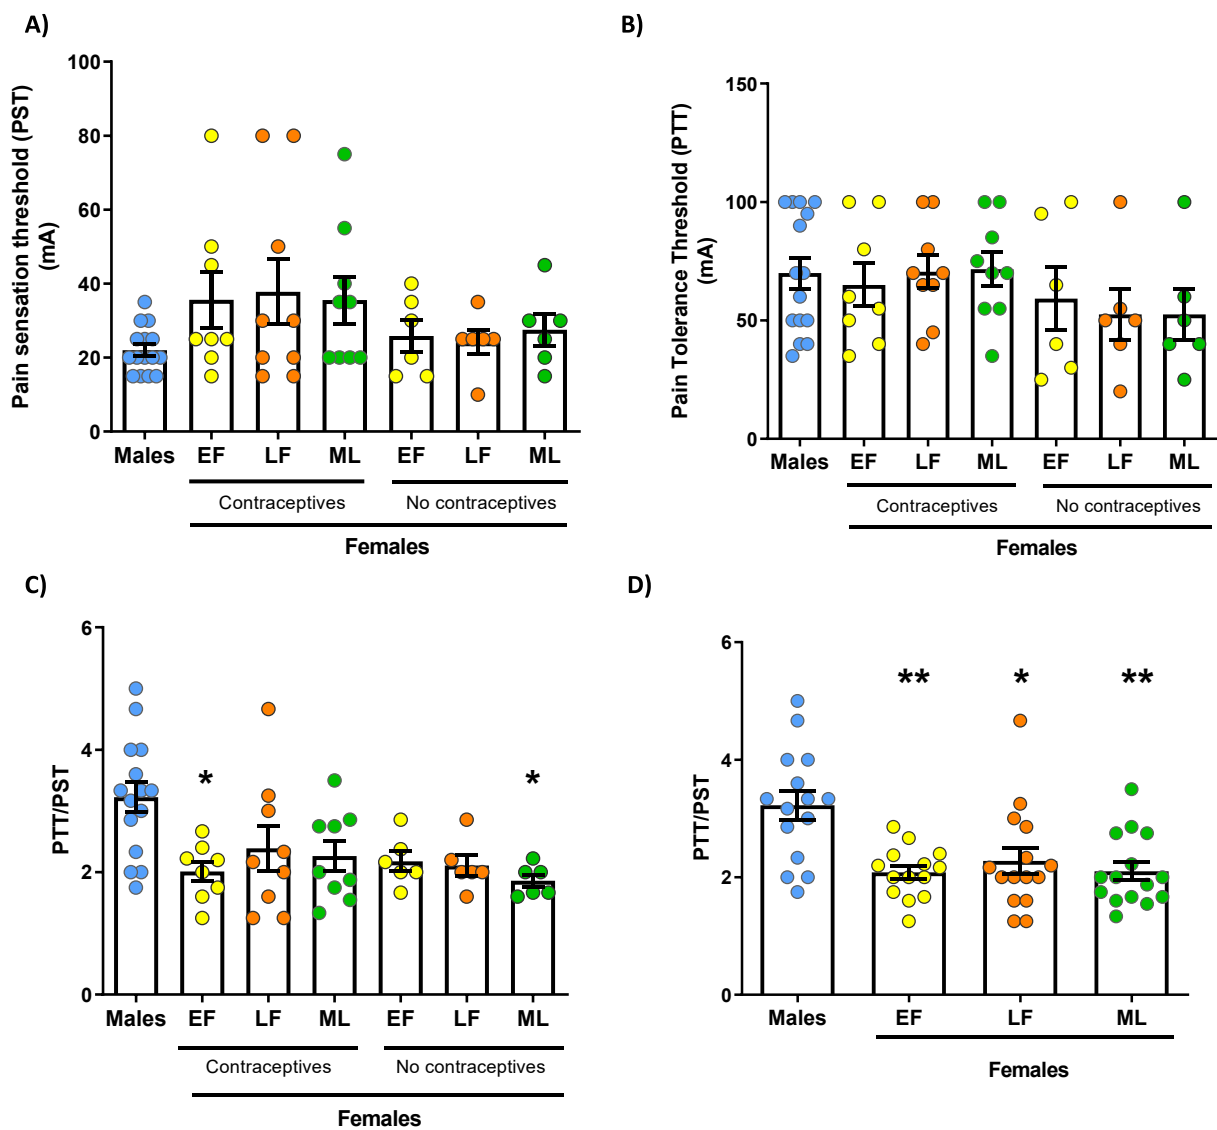 A)
Pain sensation threshold (PST)
(mA)
100
80
60
40
20
0
Males EF LF ML EF LF ML
Contraceptives No contraceptives
Females
B)
Pain Tolerance Threshold (PTT)
(mA)
150
100
50
0
Males EF LF ML EF LF ML
Contraceptives No contraceptives
Females
C)
PTT/PST
6
4
2
0
* *
Males EF LF ML EF LF ML
Contraceptives No contraceptives
Females
D)
PTT/PST
6
4
2
0
** * **
Males EF LF ML
Females